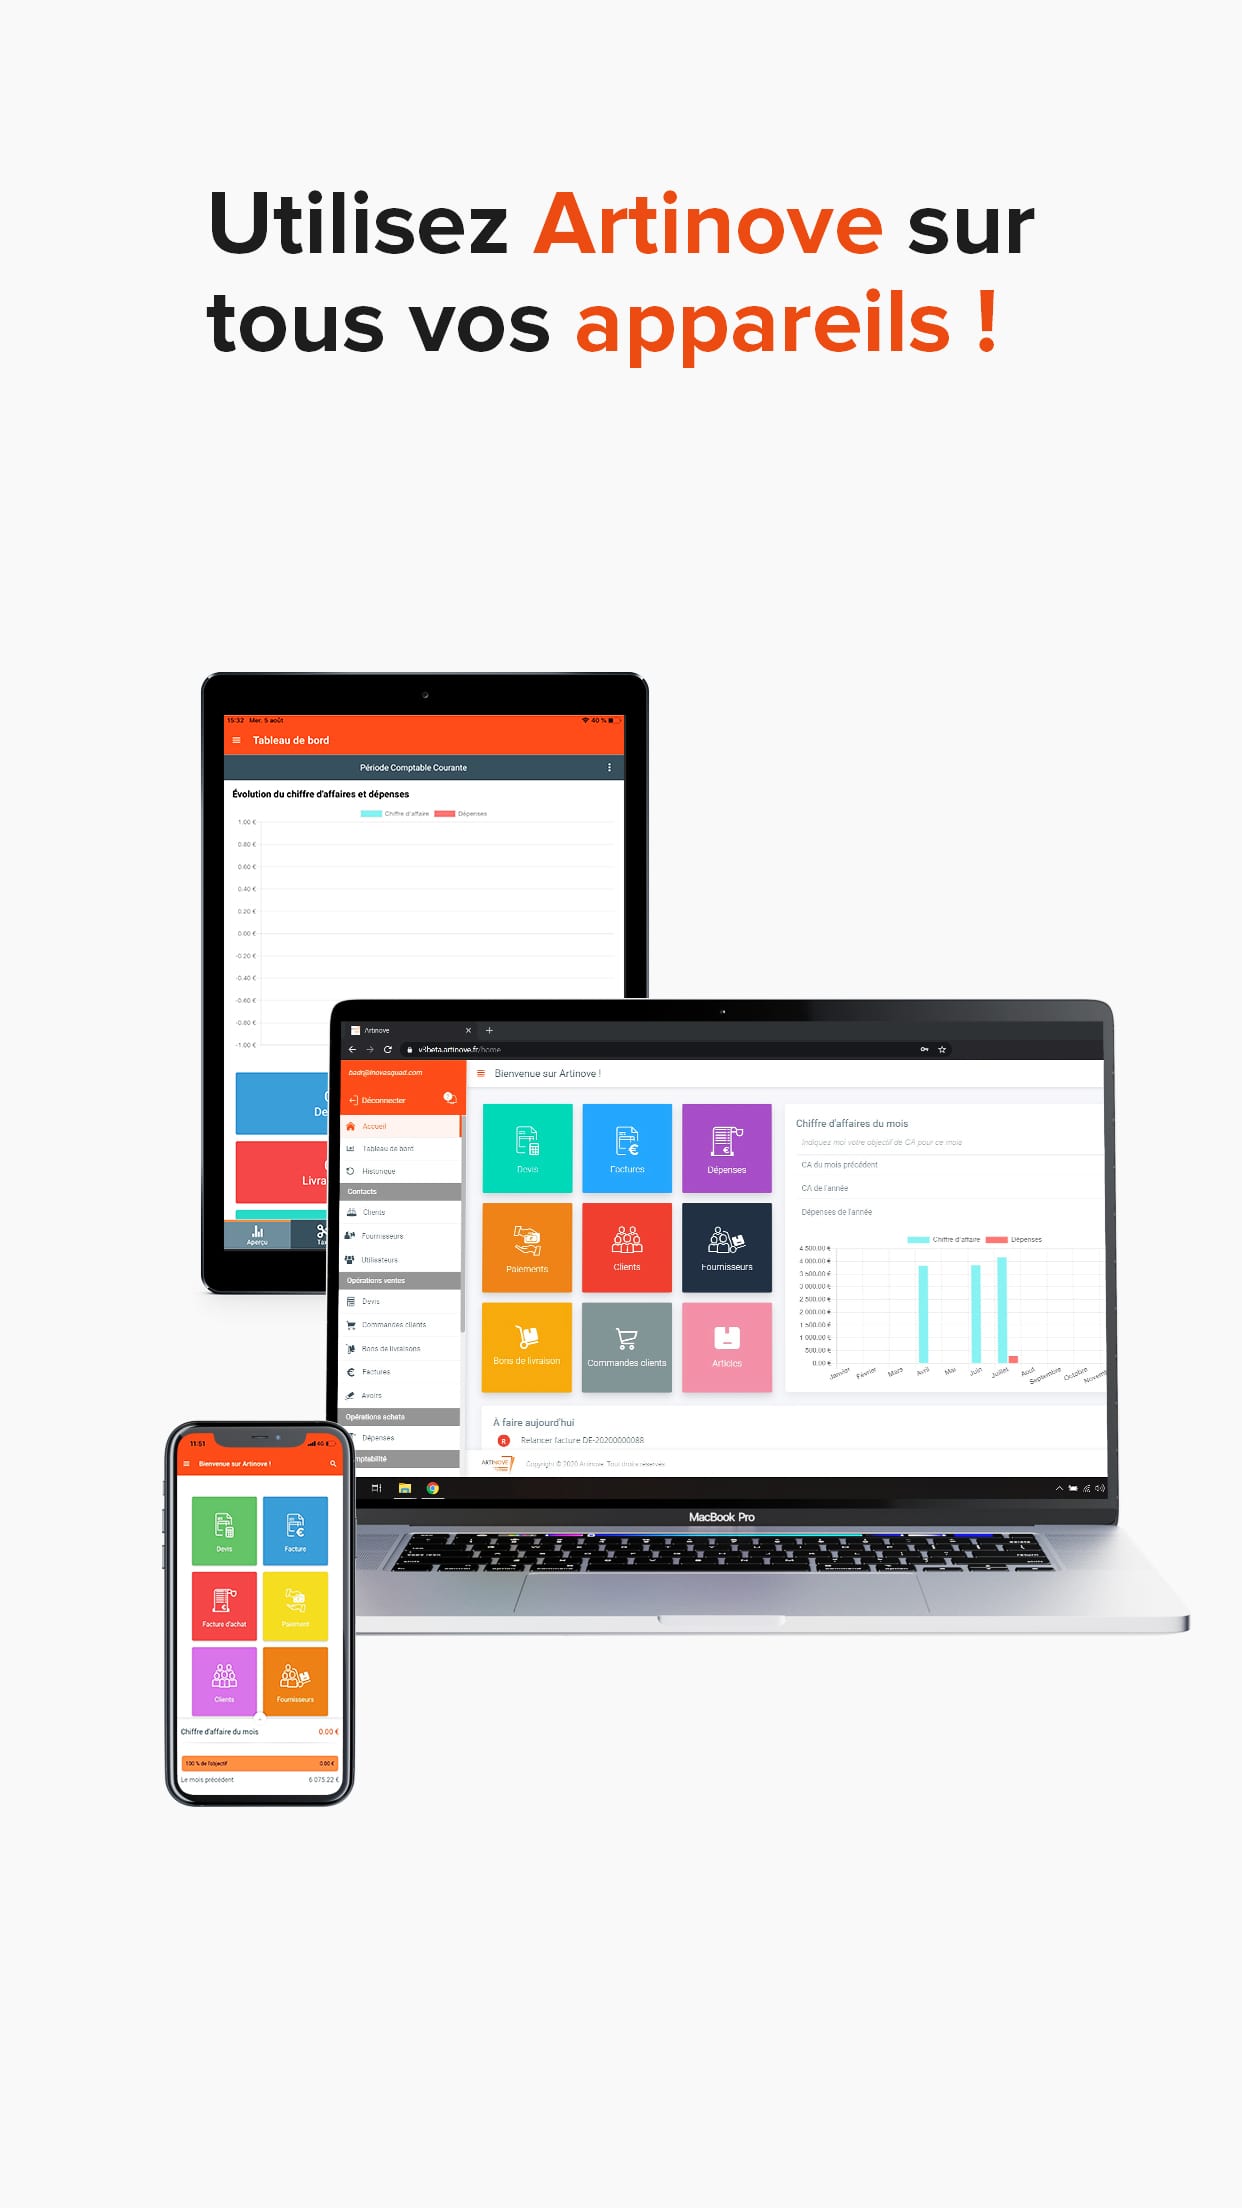 Utilisez Artinove sur
tous vos appareils !
15:32 Mer. 5 août
40 %
Tableau de bord
Période Comptable Courante
Évolution du chiffre d'affaires et dépenses
Chiffre d'affaire Dépenses
1.00 €
0.80 €
0.60 €
0.40 €
0.20 €
0.00 €
-0.20 €
-0.40 €
-0.60 €
-0.80 €
-1.00 €
De
Livra
Aperçu
Ta
Artinove
v3beta.artinove.fr/home
badr@inovasquad.com
Déconnecter
Accueil
Tableau de bord
Historique
Contacts
Clients
Fournisseurs
Utilisateurs
Opérations ventes
Devis
Commandes clients
Bons de livraisons
Factures
Avoirs
Opérations achats
Dépenses
mptabilité
Bienvenue sur Artinove !
Devis
Factures
Dépenses
Paiements
Clients
Fournisseurs
Bons de livraison
Commandes clients
Articles
Chiffre d'affaires du mois
Indiquez moi votre objectif de CA pour ce mois
CA du mois précédent
CA de l'année
Dépenses de l'année
Chiffre d'affaire Dépenses
4 500.00 €
4 000.00 €
3 500.00 €
3 000.00 €
2 500.00 €
2 000.00 €
1 500.00 €
1 000.00 €
500.00 €
0.00 €
Janvier Février Mars Avril Mai Juin Juillet Août Septembre Octobre Novem
À faire aujourd'hui
R Relancer facture DE-20200000088
ARTINOVE
Copyright © 2020 Artinove. Tous droits réservés
MacBook Pro
11:51
4G
Bienvenue sur Artinove !
Devis
Facture
Facture d'achat
Paiement
Clients
Fournisseurs
Chiffre d'affaire du mois 0.00 €
100 % de l'objectif 0.00 €
Le mois précédent 6 075.22 €